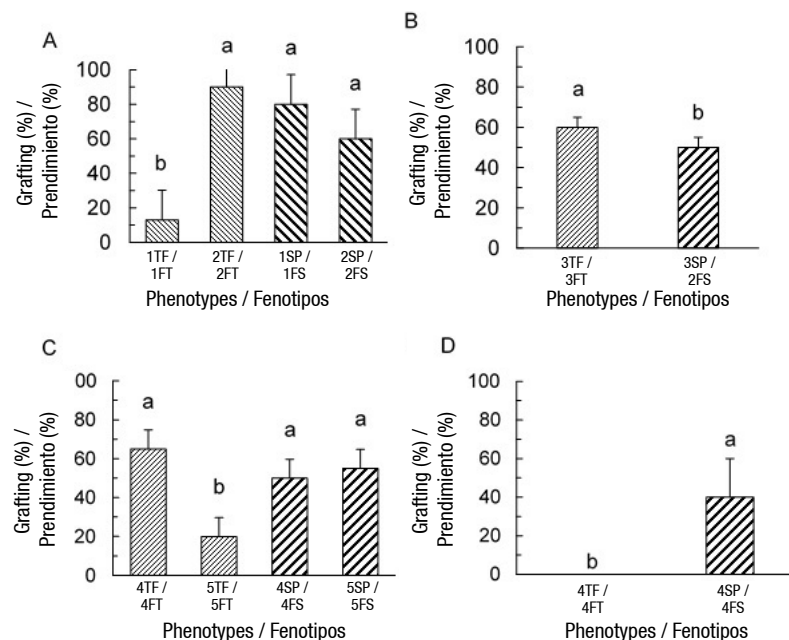 A
Grafting (%) /
Prendimiento (%)
100
80
60
40
20
0
b
a
a
a
1TF /
1FT
2TF /
2FT
1SP /
1FS
2SP /
2FS
Phenotypes / Fenotipos
B
Grafting (%) /
Prendimiento (%)
100
80
60
40
20
0
a
b
3TF /
3FT
3SP /
2FS
Phenotypes / Fenotipos
C
Grafting (%) /
Prendimiento (%)
00
80
60
40
20
00
a
b
a
a
4TF /
4FT
5TF /
5FT
4SP /
4FS
5SP /
5FS
Phenotypes / Fenotipos
D
Grafting (%) /
Prendimiento (%)
100
80
60
40
20
0
b
a
4TF /
4FT
4SP /
4FS
Phenotypes / Fenotipos